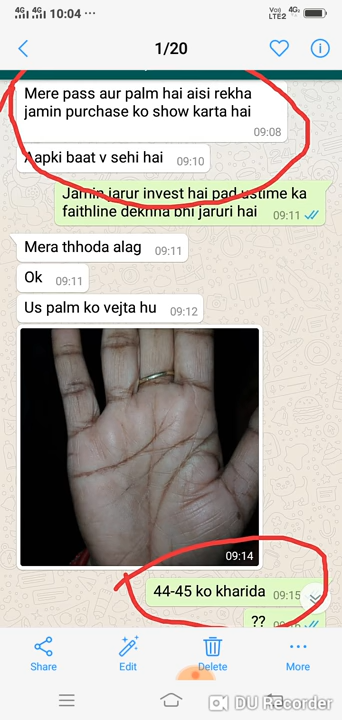 10:04
Vo))
LTE2
4G
1/20
Mere pass aur palm hai aisi rekha
jamin purchase ko show karta hai
09:08
Aapki baat v sehi hai 09:10
Jamin jarur invest hai pad ustime ka
faithline dekhna bhi jaruri hai 09:11
Mera thhoda alag 09:11
Ok 09:11
Us palm ko vejta hu 09:12
09:14
44-45 ko kharida 09:15
??
Share
Edit
Delete
More
DU Recorder